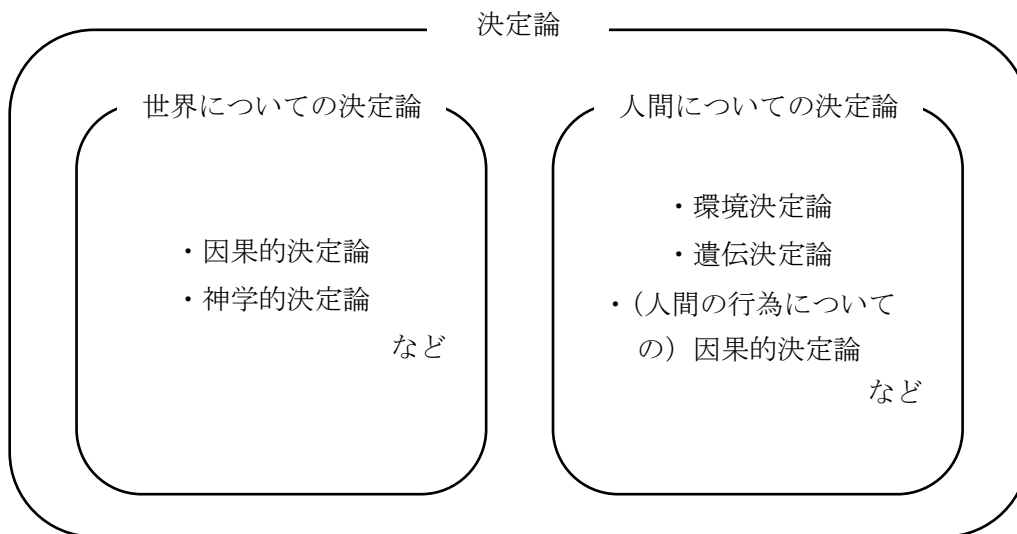 決定論
世界についての決定論
・因果的決定論
・神学的決定論
など
人間についての決定論
・環境決定論
・遺伝決定論
・（人間の行為について
の）因果的決定論
など